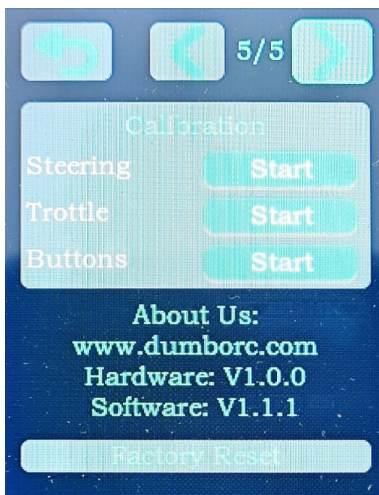 5/5
Calibration
Steering Start
Trottle Start
Buttons Start
About Us:
www.dumborc.com
Hardware: V1.0.0
Software: V1.1.1
Factory Reset